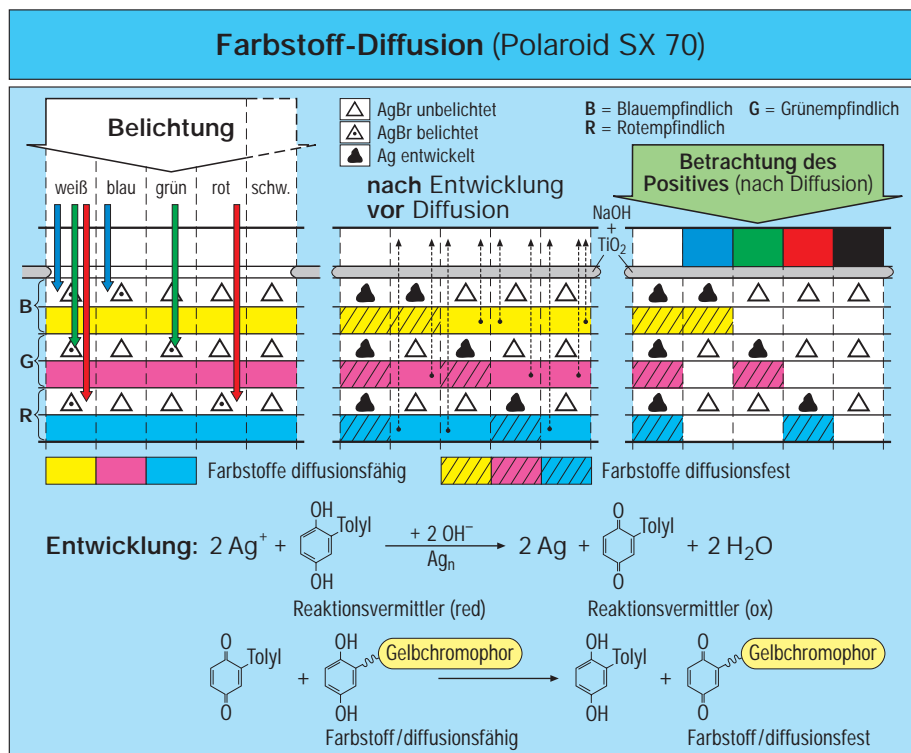 Farbstoff-Diffusion (Polaroid SX 70)
Belichtung
weiß blau grün rot schw.
AgBr unbelichtet
AgBr belichtet
Ag entwickelt
B = Blauempfindlich G = Grünempfindlich
R = Rotempfindlich
nach Entwicklung
vor Diffusion
Betrachtung des
Positives (nach Diffusion)
NaOH
+
TiO₂
B
G
R
Farbstoffe diffusionsfähig
Farbstoffe diffusionsfest
Entwicklung: 2 Ag⁺ + OH Tolyl OH + 2 OH⁻ Agₙ 2 Ag + O Tolyl O + 2 H₂O
Reaktionsvermittler (red)
Reaktionsvermittler (ox)
O Tolyl O + OH Gelbchromophor OH OH Tolyl OH + O Gelbchromophor O
Farbstoff/diffusionsfähig
Farbstoff/diffusionsfest